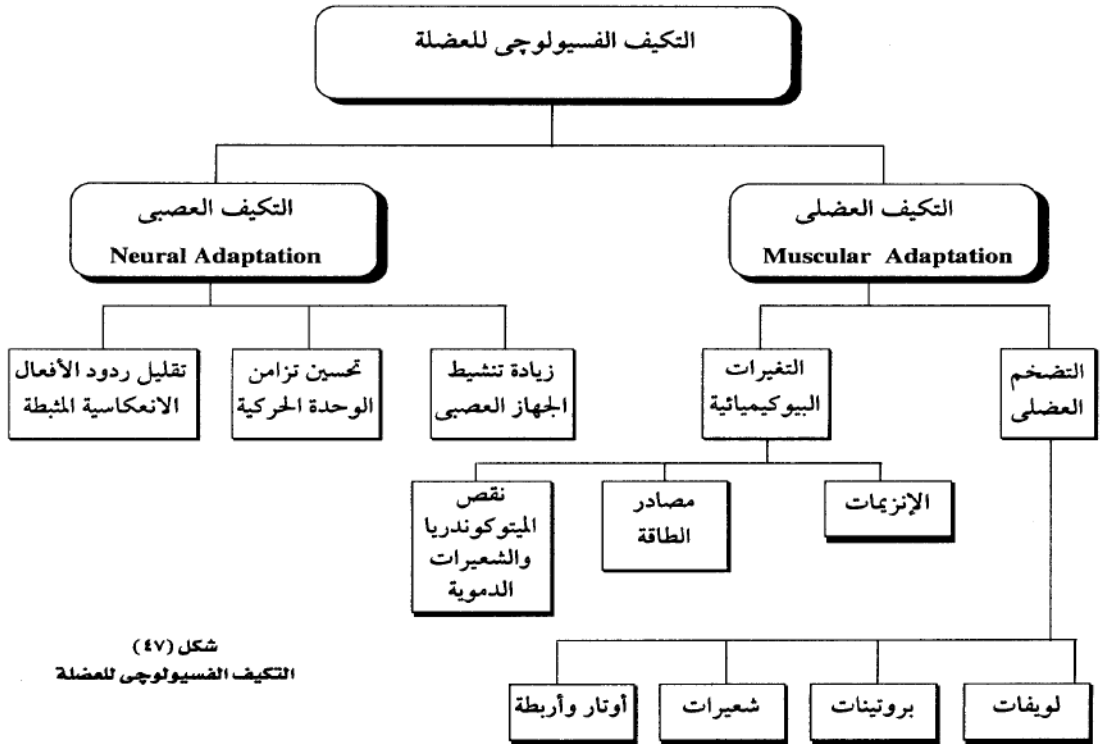 التكيف الفسيولوچى للعضلة
التكيف العضلى
Muscular Adaptation
التكيف العصبى
Neural Adaptation
التضخم
العضلى
التغيرات
البيوكيميائية
زيادة تنشيط
الجهاز العصبى
تحسين تزامن
الوحدة الحركية
تقليل ردود الأفعال
الانعكاسية المثبطة
الإنزيمات
مصادر
الطاقة
نقص
الميتوكوندريا
والشعيرات
الدموية
لويفات
بروتينات
شعيرات
أوتار وأربطة
شكل (٤٧)
التكيف الفسيولوچى للعضلة